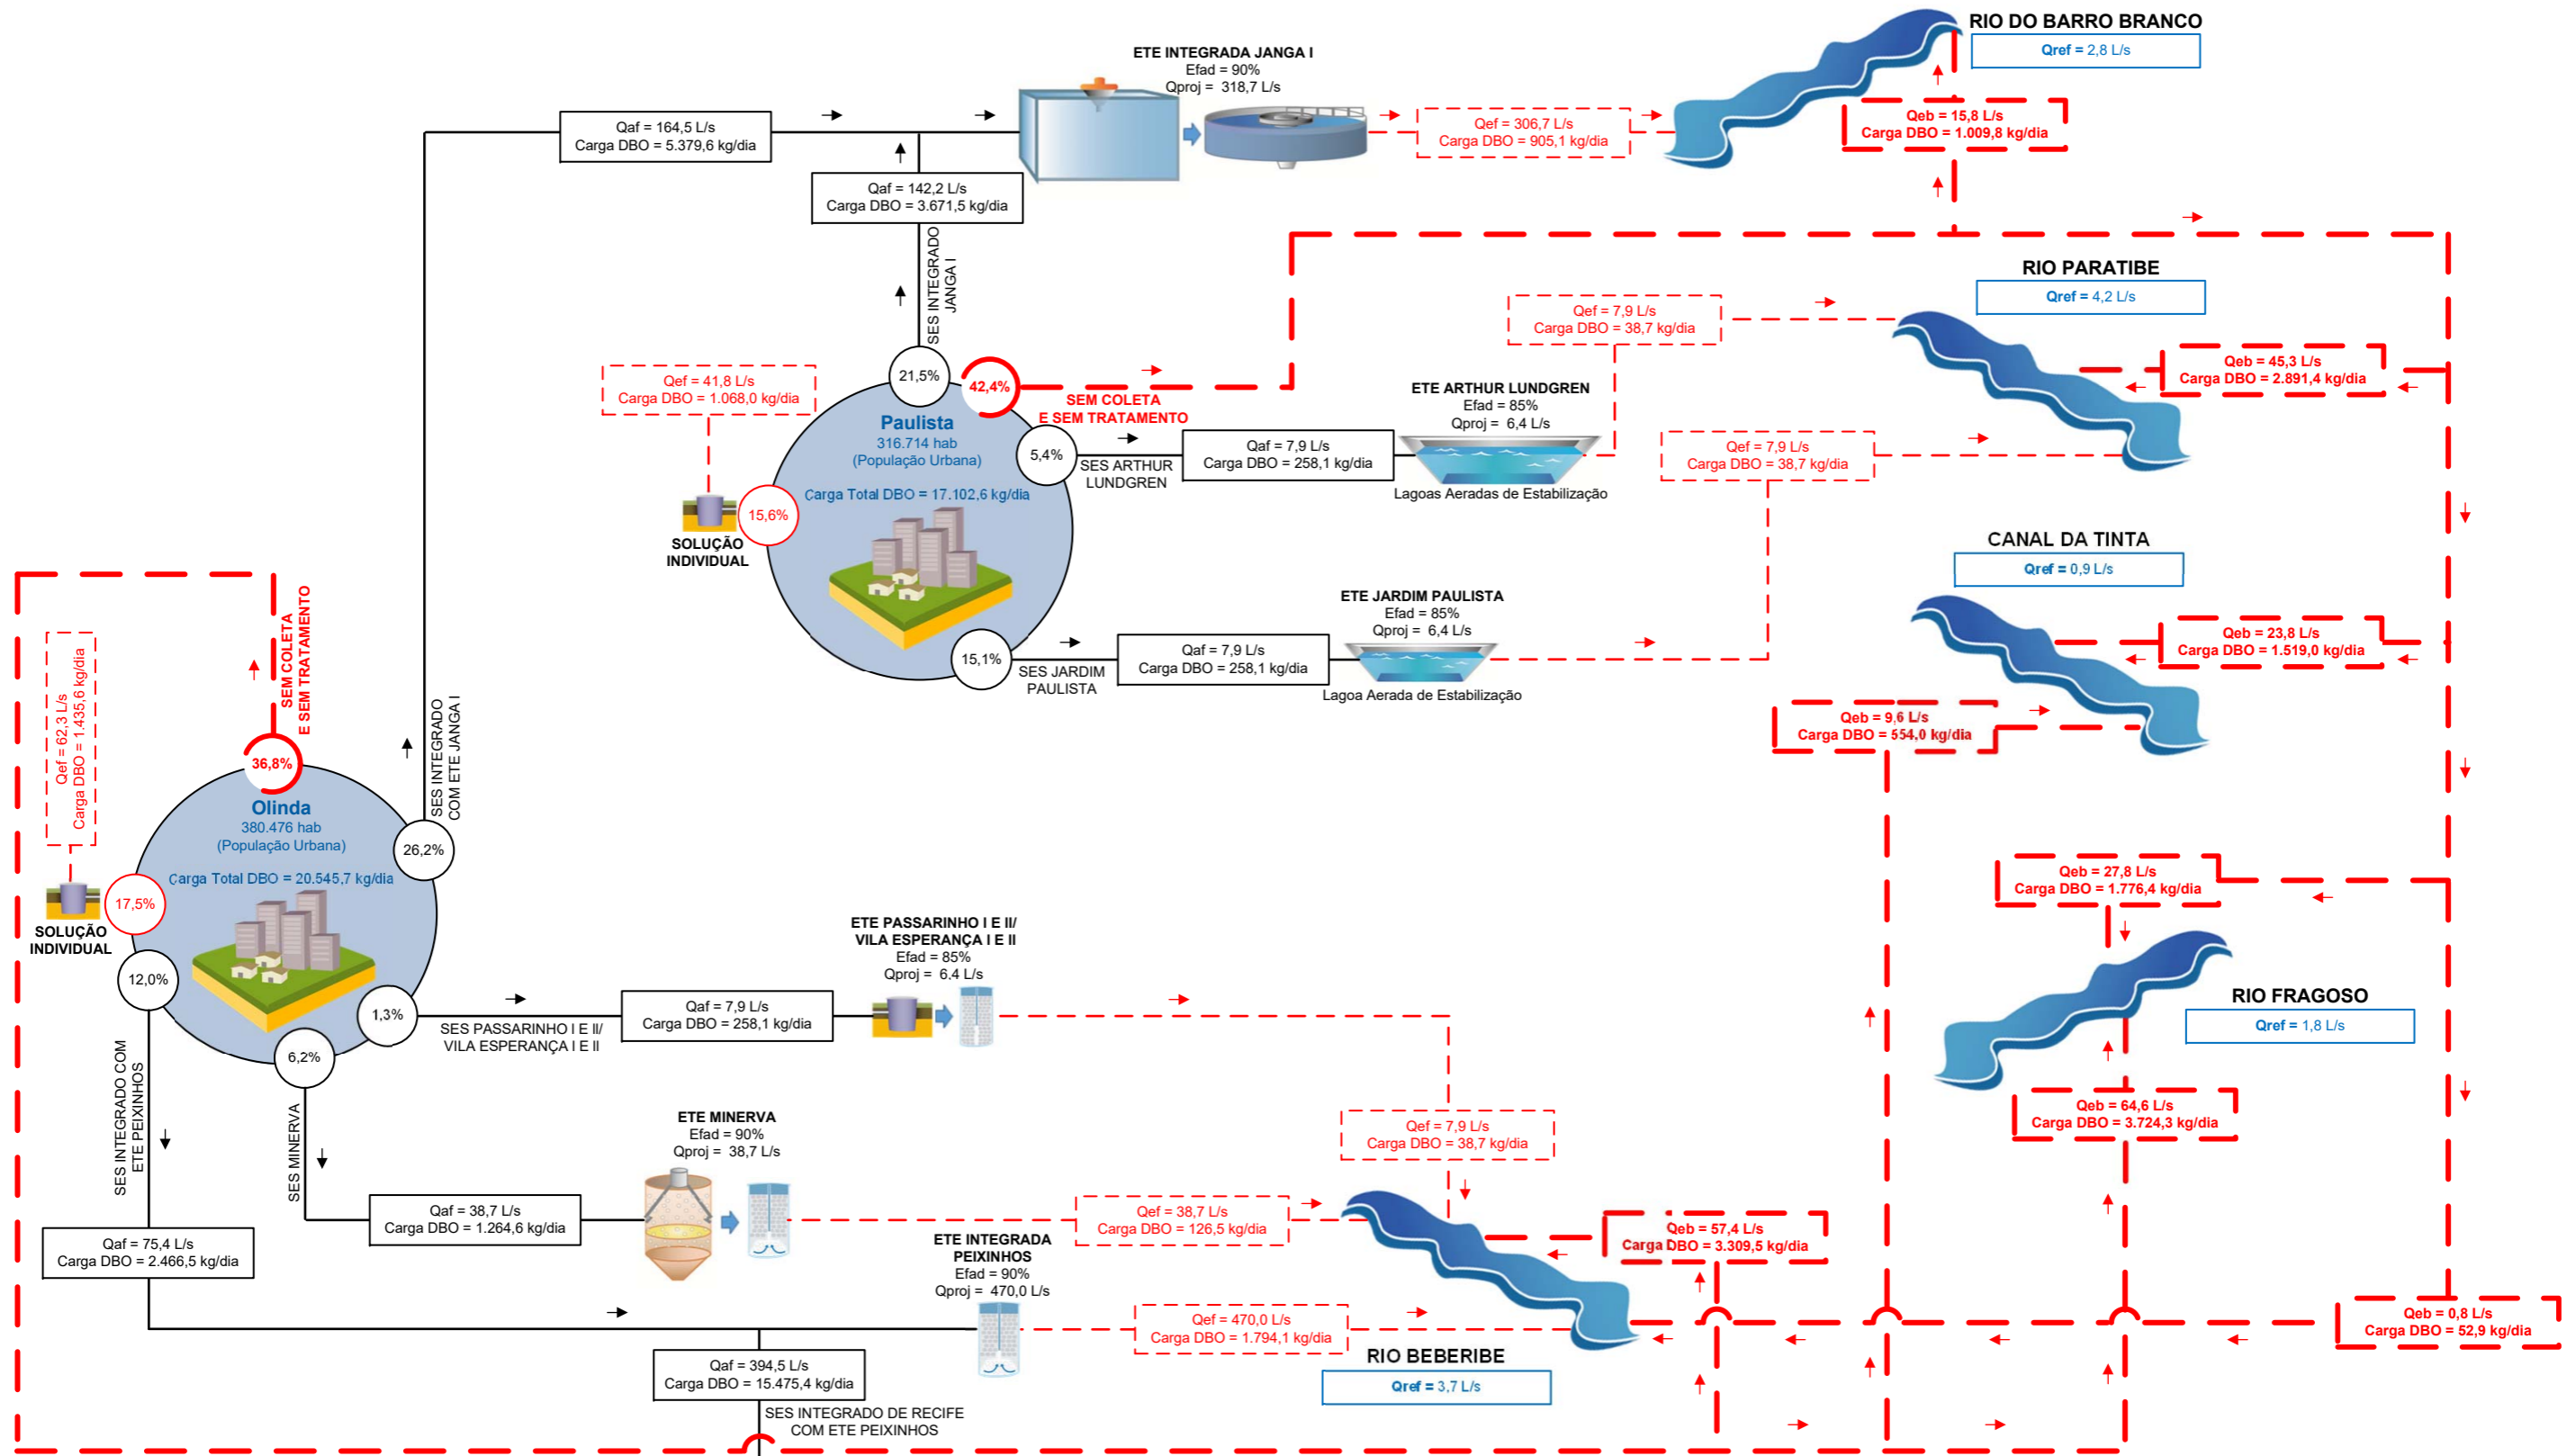 RIO DO BARRO BRANCO
Qref = 2,8 L/s
ETE INTEGRADA JANGA I
Efad = 90%
Qproj = 318,7 L/s
Qaf = 164,5 L/s
Carga DBO = 5.379,6 kg/dia
Qef = 306,7 L/s
Carga DBO = 905,1 kg/dia
Qeb = 15,8 L/s
Carga DBO = 1.009,8 kg/dia
Qaf = 142,2 L/s
Carga DBO = 3.671,5 kg/dia
SES INTEGRADO
JANGA I
RIO PARATIBE
Qref = 4,2 L/s
Qef = 7,9 L/s
Carga DBO = 38,7 kg/dia
Qeb = 45,3 L/s
Carga DBO = 2.891,4 kg/dia
Qef = 41,8 L/s
Carga DBO = 1.068,0 kg/dia
21,5%
42,4%
SEM COLETA
E SEM TRATAMENTO
ETE ARTHUR LUNDGREN
Efad = 85%
Qproj = 6,4 L/s
Paulista
316.714 hab
(População Urbana)
Carga Total DBO = 17.102,6 kg/dia
5,4%
SES ARTHUR
LUNDGREN
Qaf = 7,9 L/s
Carga DBO = 258,1 kg/dia
Lagoas Aeradas de Estabilização
Qef = 7,9 L/s
Carga DBO = 38,7 kg/dia
15,6%
SOLUÇÃO
INDIVIDUAL
CANAL DA TINTA
Qref = 0,9 L/s
ETE JARDIM PAULISTA
Efad = 85%
Qproj = 6,4 L/s
15,1%
SES JARDIM
PAULISTA
Qaf = 7,9 L/s
Carga DBO = 258,1 kg/dia
Lagoa Aerada de Estabilização
Qeb = 23,8 L/s
Carga DBO = 1.519,0 kg/dia
Qeb = 9,6 L/s
Carga DBO = 554,0 kg/dia
SEM COLETA
E SEM TRATAMENTO
Qef = 62,3 L/s
Carga DBO = 1.435,6 kg/dia
SES INTEGRADO
COM ETE JANGA I
36,8%
Olinda
380.476 hab
(População Urbana)
Carga Total DBO = 20.545,7 kg/dia
26,2%
17,5%
SOLUÇÃO
INDIVIDUAL
12,0%
1,3%
6,2%
Qeb = 27,8 L/s
Carga DBO = 1.776,4 kg/dia
RIO FRAGOSO
Qref = 1,8 L/s
ETE PASSARINHO I E II/
VILA ESPERANÇA I E II
Efad = 85%
Qproj = 6.4 L/s
SES PASSARINHO I E II/
VILA ESPERANÇA I E II
Qaf = 7,9 L/s
Carga DBO = 258,1 kg/dia
Qeb = 64,6 L/s
Carga DBO = 3.724,3 kg/dia
SES INTEGRADO COM
ETE PEIXINHOS
SES MINERVA
ETE MINERVA
Efad = 90%
Qproj = 38,7 L/s
Qef = 7,9 L/s
Carga DBO = 38,7 kg/dia
Qaf = 38,7 L/s
Carga DBO = 1.264,6 kg/dia
Qef = 38,7 L/s
Carga DBO = 126,5 kg/dia
Qeb = 57,4 L/s
Carga DBO = 3.309,5 kg/dia
Qaf = 75,4 L/s
Carga DBO = 2.466,5 kg/dia
ETE INTEGRADA
PEIXINHOS
Efad = 90%
Qproj = 470,0 L/s
Qef = 470,0 L/s
Carga DBO = 1.794,1 kg/dia
Qeb = 0,8 L/s
Carga DBO = 52,9 kg/dia
RIO BEBERIBE
Qref = 3,7 L/s
Qaf = 394,5 L/s
Carga DBO = 15.475,4 kg/dia
SES INTEGRADO DE RECIFE
COM ETE PEIXINHOS